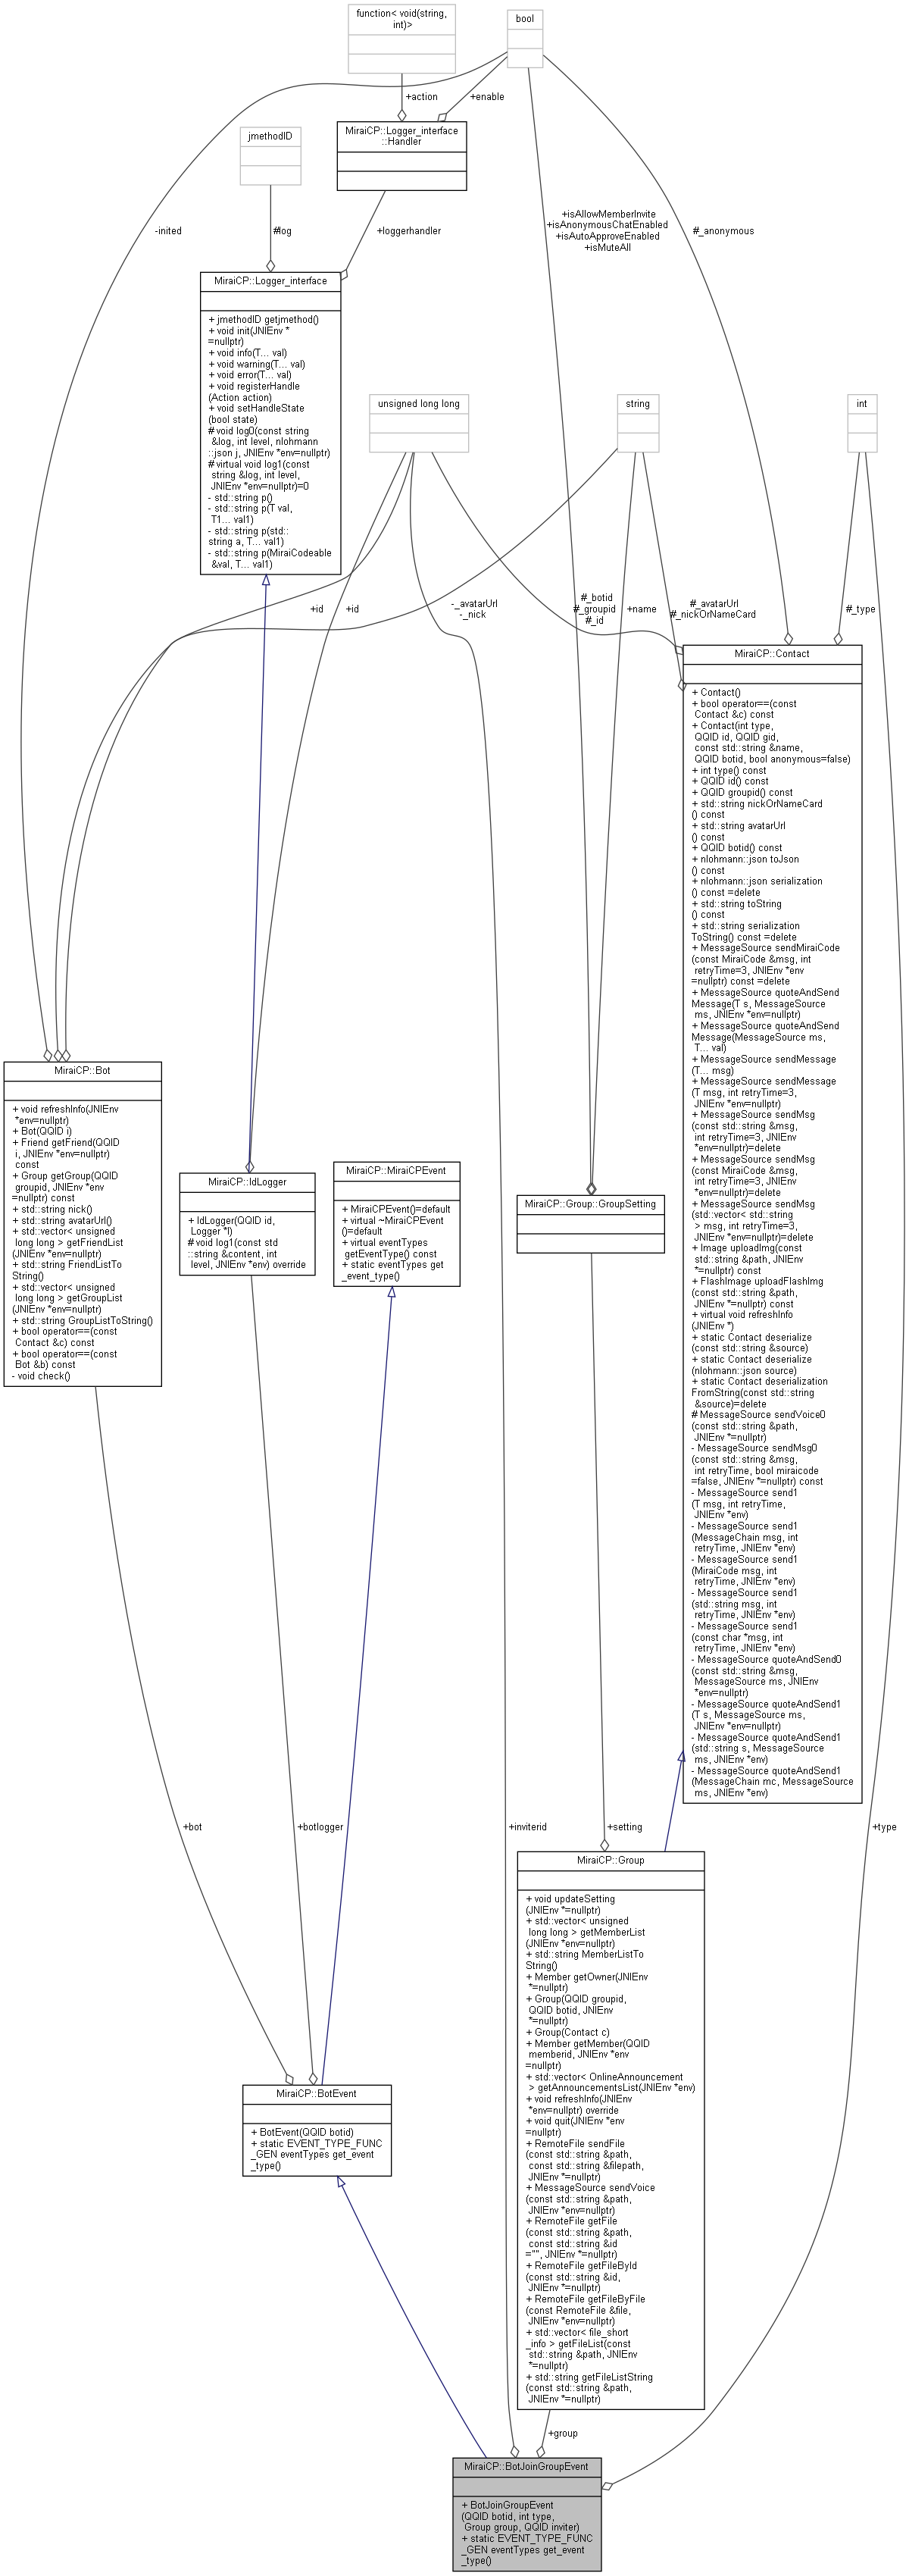 function< void(string,
int)>
bool
+action
+enable
MiraiCP::Logger_interface
::Handler
jmethodID
-inited
#log
+loggerhandler
+isAllowMemberInvite
+isAnonymousChatEnabled
+isAutoApproveEnabled
+isMuteAll
#_anonymous
MiraiCP::Logger_interface
+ jmethodID getjmethod()
+ void init(JNIEnv *
=nullptr)
+ void info(T... val)
+ void warning(T... val)
+ void error(T... val)
+ void registerHandle
(Action action)
+ void setHandleState
(bool state)
# void log0(const string
&log, int level, nlohmann
::json j, JNIEnv *env=nullptr)
# virtual void log1(const
string &log, int level,
JNIEnv *env=nullptr)=0
- std::string p()
- std::string p(T val,
T1... val1)
- std::string p(std::
string a, T... val1)
- std::string p(MiraiCodeable
&val, T... val1)
unsigned long long
string
int
+id
+id
-_avatarUrl
-_nick
#_botid
#_groupid
#_id
+name
#_avatarUrl
#_nickOrNameCard
#_type
MiraiCP::Contact
+ Contact()
+ bool operator==(const
Contact &c) const
+ Contact(int type,
QQID id, QQID gid,
const std::string &name,
QQID botid, bool anonymous=false)
+ int type() const
+ QQID id() const
+ QQID groupid() const
+ std::string nickOrNameCard
() const
+ std::string avatarUrl
() const
+ QQID botid() const
+ nlohmann::json toJson
() const
+ nlohmann::json serialization
() const =delete
+ std::string toString
() const
+ std::string serialization
ToString() const =delete
+ MessageSource sendMiraiCode
(const MiraiCode &msg, int
retryTime=3, JNIEnv *env
=nullptr) const =delete
+ MessageSource quoteAndSend
Message(T s, MessageSource
ms, JNIEnv *env=nullptr)
+ MessageSource quoteAndSend
Message(MessageSource ms,
T... val)
+ MessageSource sendMessage
(T... msg)
+ MessageSource sendMessage
(T msg, int retryTime=3,
JNIEnv *env=nullptr)
+ MessageSource sendMsg
(const std::string &msg,
int retryTime=3, JNIEnv
*env=nullptr)=delete
+ MessageSource sendMsg
(const MiraiCode &msg,
int retryTime=3, JNIEnv
*env=nullptr)=delete
+ MessageSource sendMsg
(std::vector< std::string
> msg, int retryTime=3,
JNIEnv *env=nullptr)=delete
+ Image uploadImg(const
std::string &path, JNIEnv
*=nullptr) const
+ FlashImage uploadFlashImg
(const std::string &path,
JNIEnv *=nullptr) const
+ virtual void refreshInfo
(JNIEnv *)
+ static Contact deserialize
(const std::string &source)
+ static Contact deserialize
(nlohmann::json source)
+ static Contact deserialization
FromString(const std::string
&source)=delete
# MessageSource sendVoice0
(const std::string &path,
JNIEnv *=nullptr)
- MessageSource sendMsg0
(const std::string &msg,
int retryTime, bool miraicode
=false, JNIEnv *=nullptr) const
- MessageSource send1
(T msg, int retryTime,
JNIEnv *env)
- MessageSource send1
(MessageChain msg, int
retryTime, JNIEnv *env)
- MessageSource send1
(MiraiCode msg, int
retryTime, JNIEnv *env)
- MessageSource send1
(std::string msg, int
retryTime, JNIEnv *env)
- MessageSource send1
(const char *msg, int
retryTime, JNIEnv *env)
- MessageSource quoteAndSend0
(const std::string &msg,
MessageSource ms, JNIEnv
*env=nullptr)
- MessageSource quoteAndSend1
(T s, MessageSource ms,
JNIEnv *env=nullptr)
- MessageSource quoteAndSend1
(std::string s, MessageSource
ms, JNIEnv *env)
- MessageSource quoteAndSend1
(MessageChain mc, MessageSource
ms, JNIEnv *env)
MiraiCP::Bot
+ void refreshInfo(JNIEnv
*env=nullptr)
+ Bot(QQID i)
+ Friend getFriend(QQID
i, JNIEnv *env=nullptr)
const
+ Group getGroup(QQID
groupid, JNIEnv *env
=nullptr) const
+ std::string nick()
+ std::string avatarUrl()
+ std::vector< unsigned
long long > getFriendList
(JNIEnv *env=nullptr)
+ std::string FriendListTo
String()
+ std::vector< unsigned
long long > getGroupList
(JNIEnv *env=nullptr)
+ std::string GroupListToString()
+ bool operator==(const
Contact &c) const
+ bool operator==(const
Bot &b) const
- void check()
MiraiCP::IdLogger
+ IdLogger(QQID id,
Logger *l)
# void log1(const std
::string &content, int
level, JNIEnv *env) override
MiraiCP::MiraiCPEvent
+ MiraiCPEvent()=default
+ virtual ~MiraiCPEvent
()=default
+ virtual eventTypes
getEventType() const
+ static eventTypes get
_event_type()
MiraiCP::Group::GroupSetting
+bot
+botlogger
+inviterid
+setting
+type
MiraiCP::Group
+ void updateSetting
(JNIEnv *=nullptr)
+ std::vector< unsigned
long long > getMemberList
(JNIEnv *env=nullptr)
+ std::string MemberListTo
String()
+ Member getOwner(JNIEnv
*=nullptr)
+ Group(QQID groupid,
QQID botid, JNIEnv
*=nullptr)
+ Group(Contact c)
+ Member getMember(QQID
memberid, JNIEnv *env
=nullptr)
+ std::vector< OnlineAnnouncement
> getAnnouncementsList(JNIEnv *env)
+ void refreshInfo(JNIEnv
*env=nullptr) override
+ void quit(JNIEnv *env
=nullptr)
+ RemoteFile sendFile
(const std::string &path,
const std::string &filepath,
JNIEnv *=nullptr)
+ MessageSource sendVoice
(const std::string &path,
JNIEnv *env=nullptr)
+ RemoteFile getFile
(const std::string &path,
const std::string &id
="", JNIEnv *=nullptr)
+ RemoteFile getFileById
(const std::string &id,
JNIEnv *=nullptr)
+ RemoteFile getFileByFile
(const RemoteFile &file,
JNIEnv *env=nullptr)
+ std::vector< file_short
_info > getFileList(const
std::string &path, JNIEnv
*=nullptr)
+ std::string getFileListString
(const std::string &path,
JNIEnv *=nullptr)
MiraiCP::BotEvent
+ BotEvent(QQID botid)
+ static EVENT_TYPE_FUNC
_GEN eventTypes get_event
_type()
+group
MiraiCP::BotJoinGroupEvent
+ BotJoinGroupEvent
(QQID botid, int type,
Group group, QQID inviter)
+ static EVENT_TYPE_FUNC
_GEN eventTypes get_event
_type()